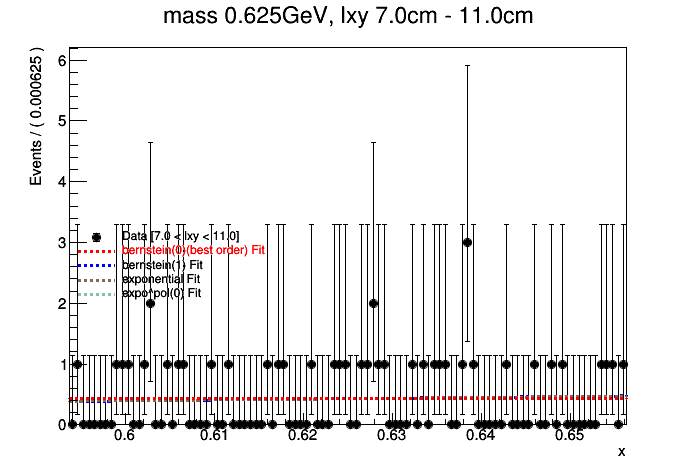 mass 0.625GeV, lxy 7.0cm - 11.0cm
Events / ( 0.000625 )
6
5
4
3
2
1
0
Data [7.0 < lxy < 11.0]
bernstein(0)(best order) Fit
bernstein(1) Fit
exponential Fit
expo*pol(0) Fit
0.6 0.61 0.62 0.63 0.64 0.65
x